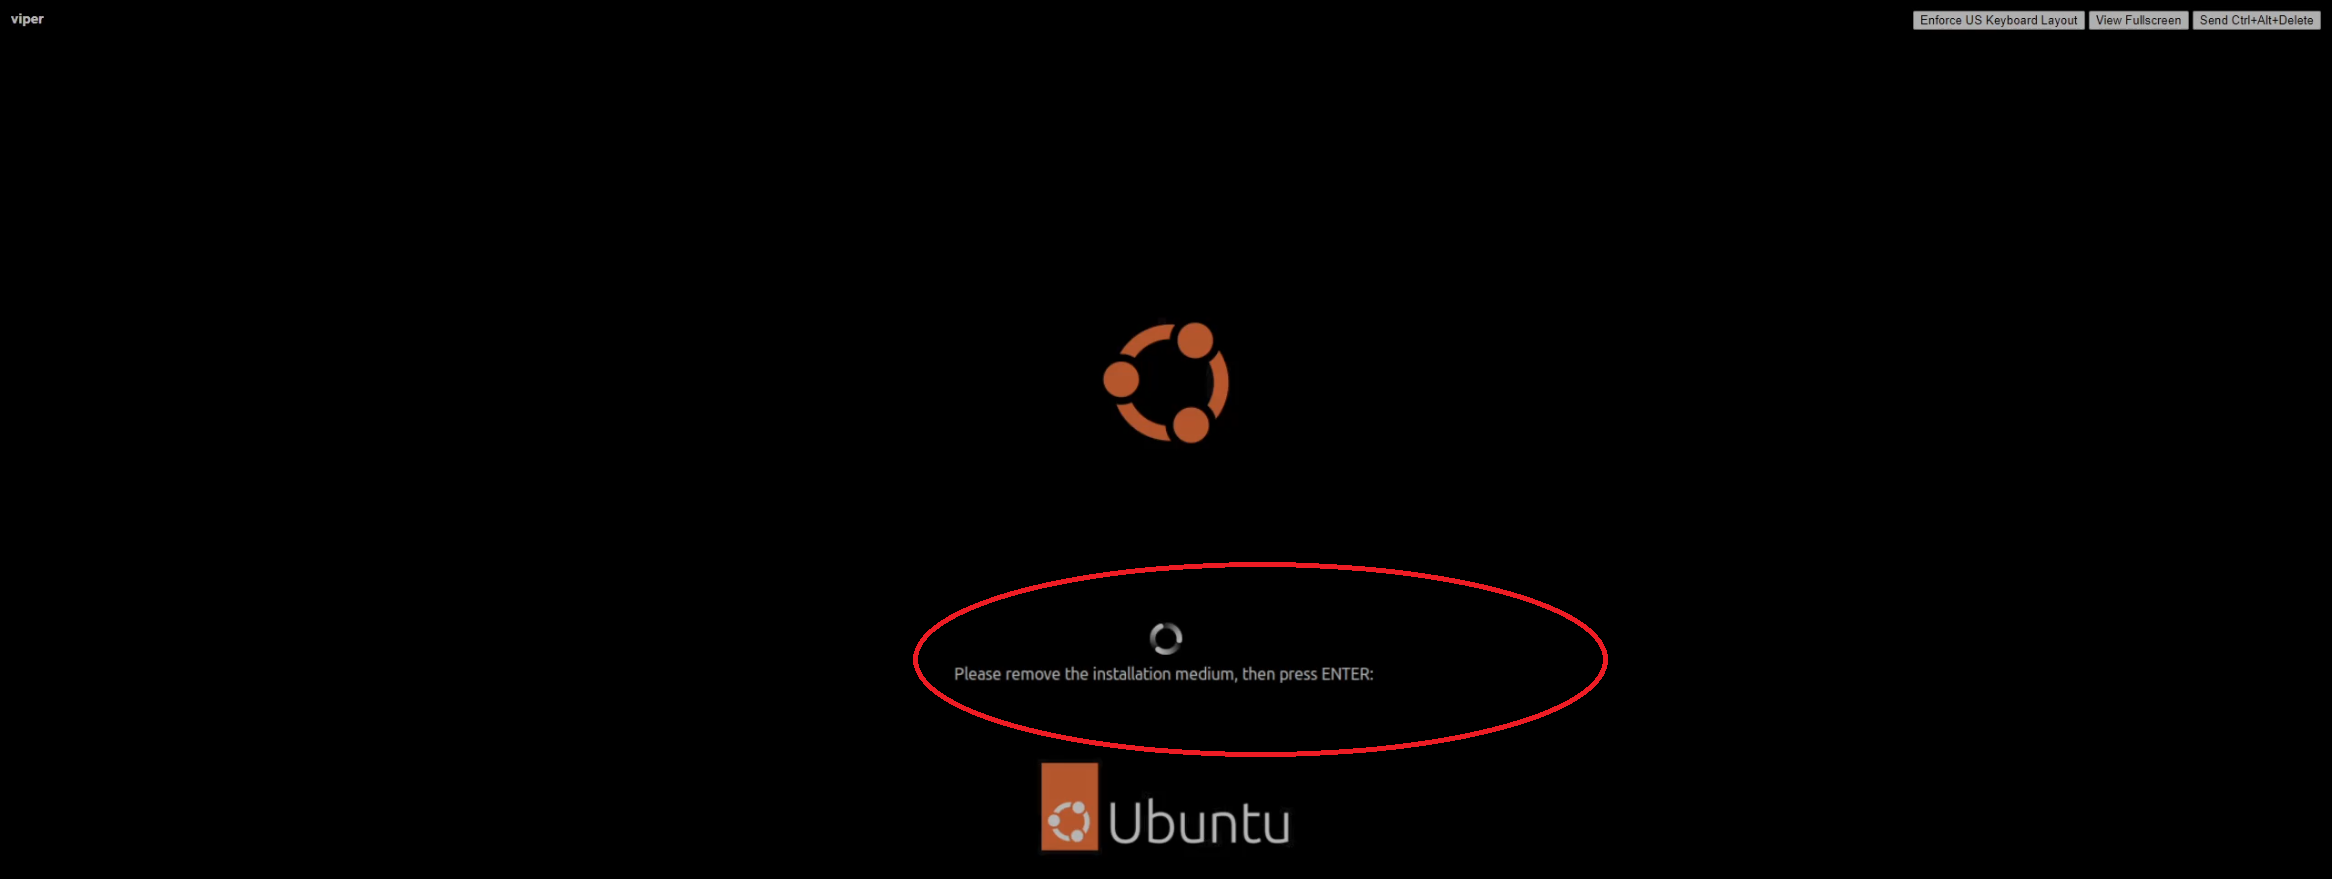 viper
Enforce US Keyboard Layout View Fullscreen Send Ctrl+Alt+Delete
Please remove the installation medium, then press ENTER:
Ubuntu